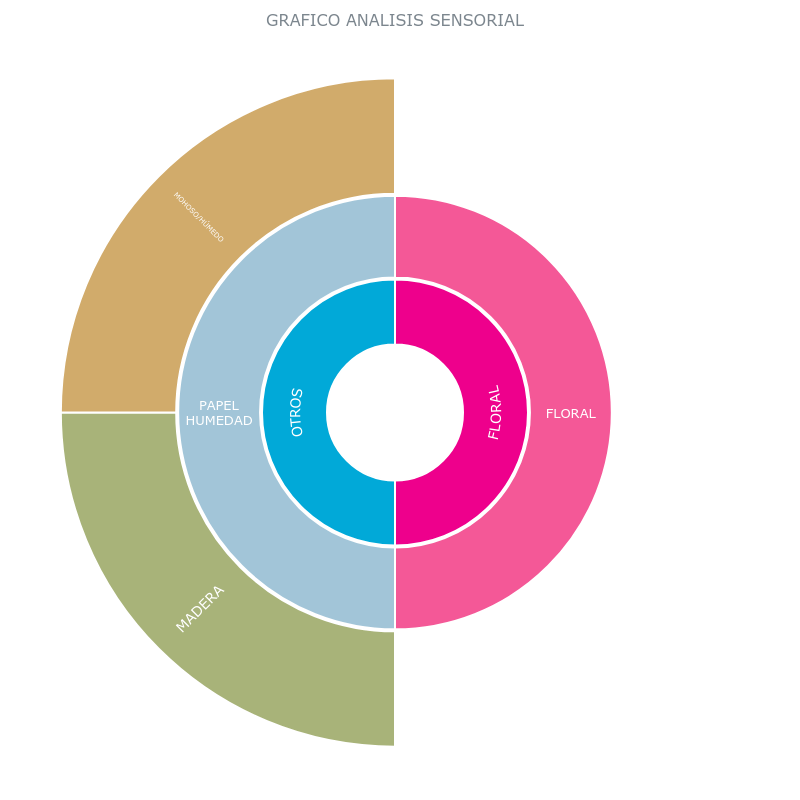 GRAFICO ANALISIS SENSORIAL
MOHOSO/HÚMEDO
PAPEL
HUMEDAD
OTROS
FLORAL
FLORAL
MADERA